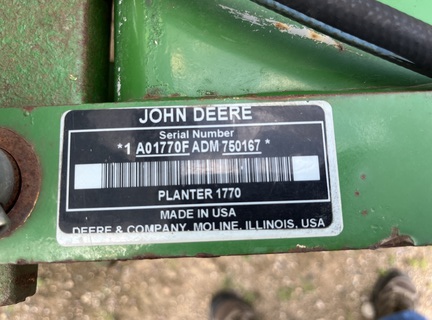 JOHN DEERE
Serial Number
*1 A01770F ADM 750167 *
PLANTER 1770
MADE IN USA
DEERE & COMPANY, MOLINE, ILLINOIS, USA